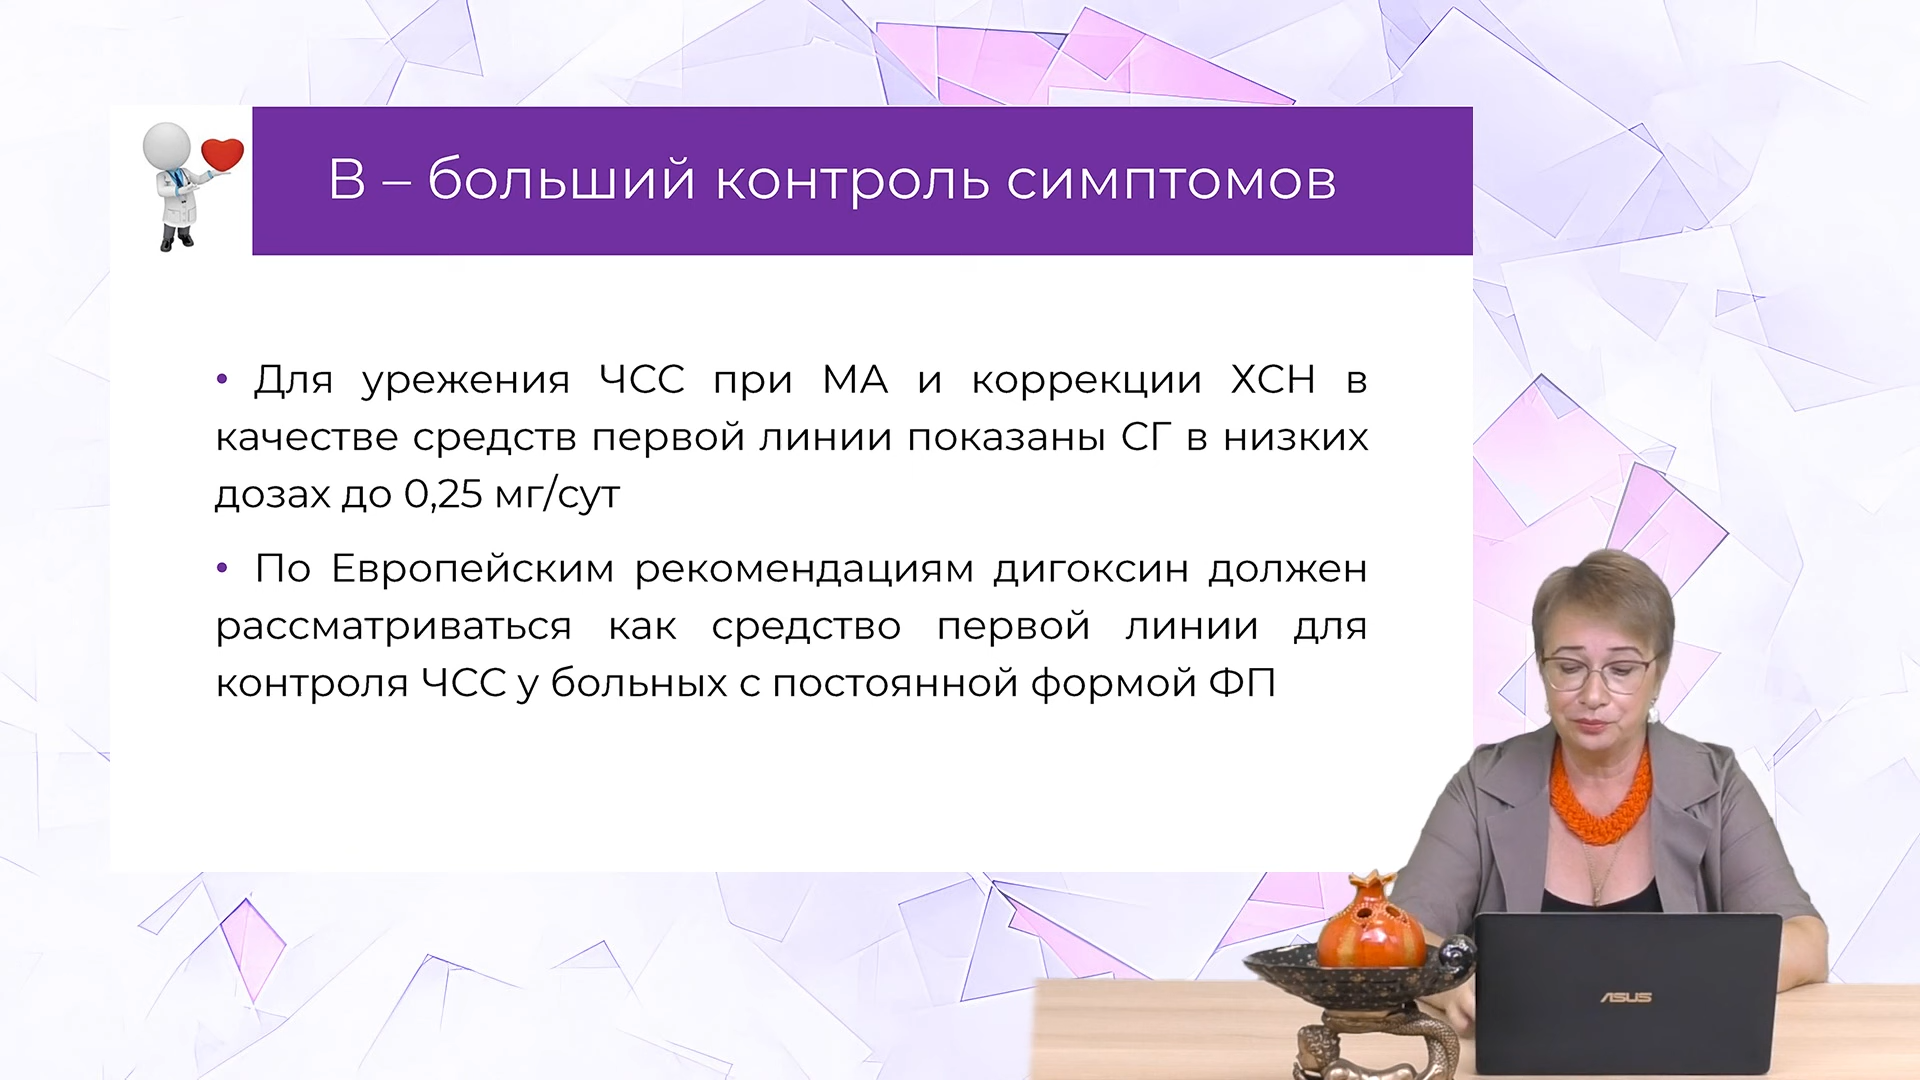 В – больший контроль симптомов
• Для урежения ЧСС при МА и коррекции ХСН в
качестве средств первой линии показаны СГ в низких
дозах до 0,25 мг/сут
• По Европейским рекомендациям дигоксин должен
рассматриваться как средство первой линии для
контроля ЧСС у больных с постоянной формой ФП
ASUS